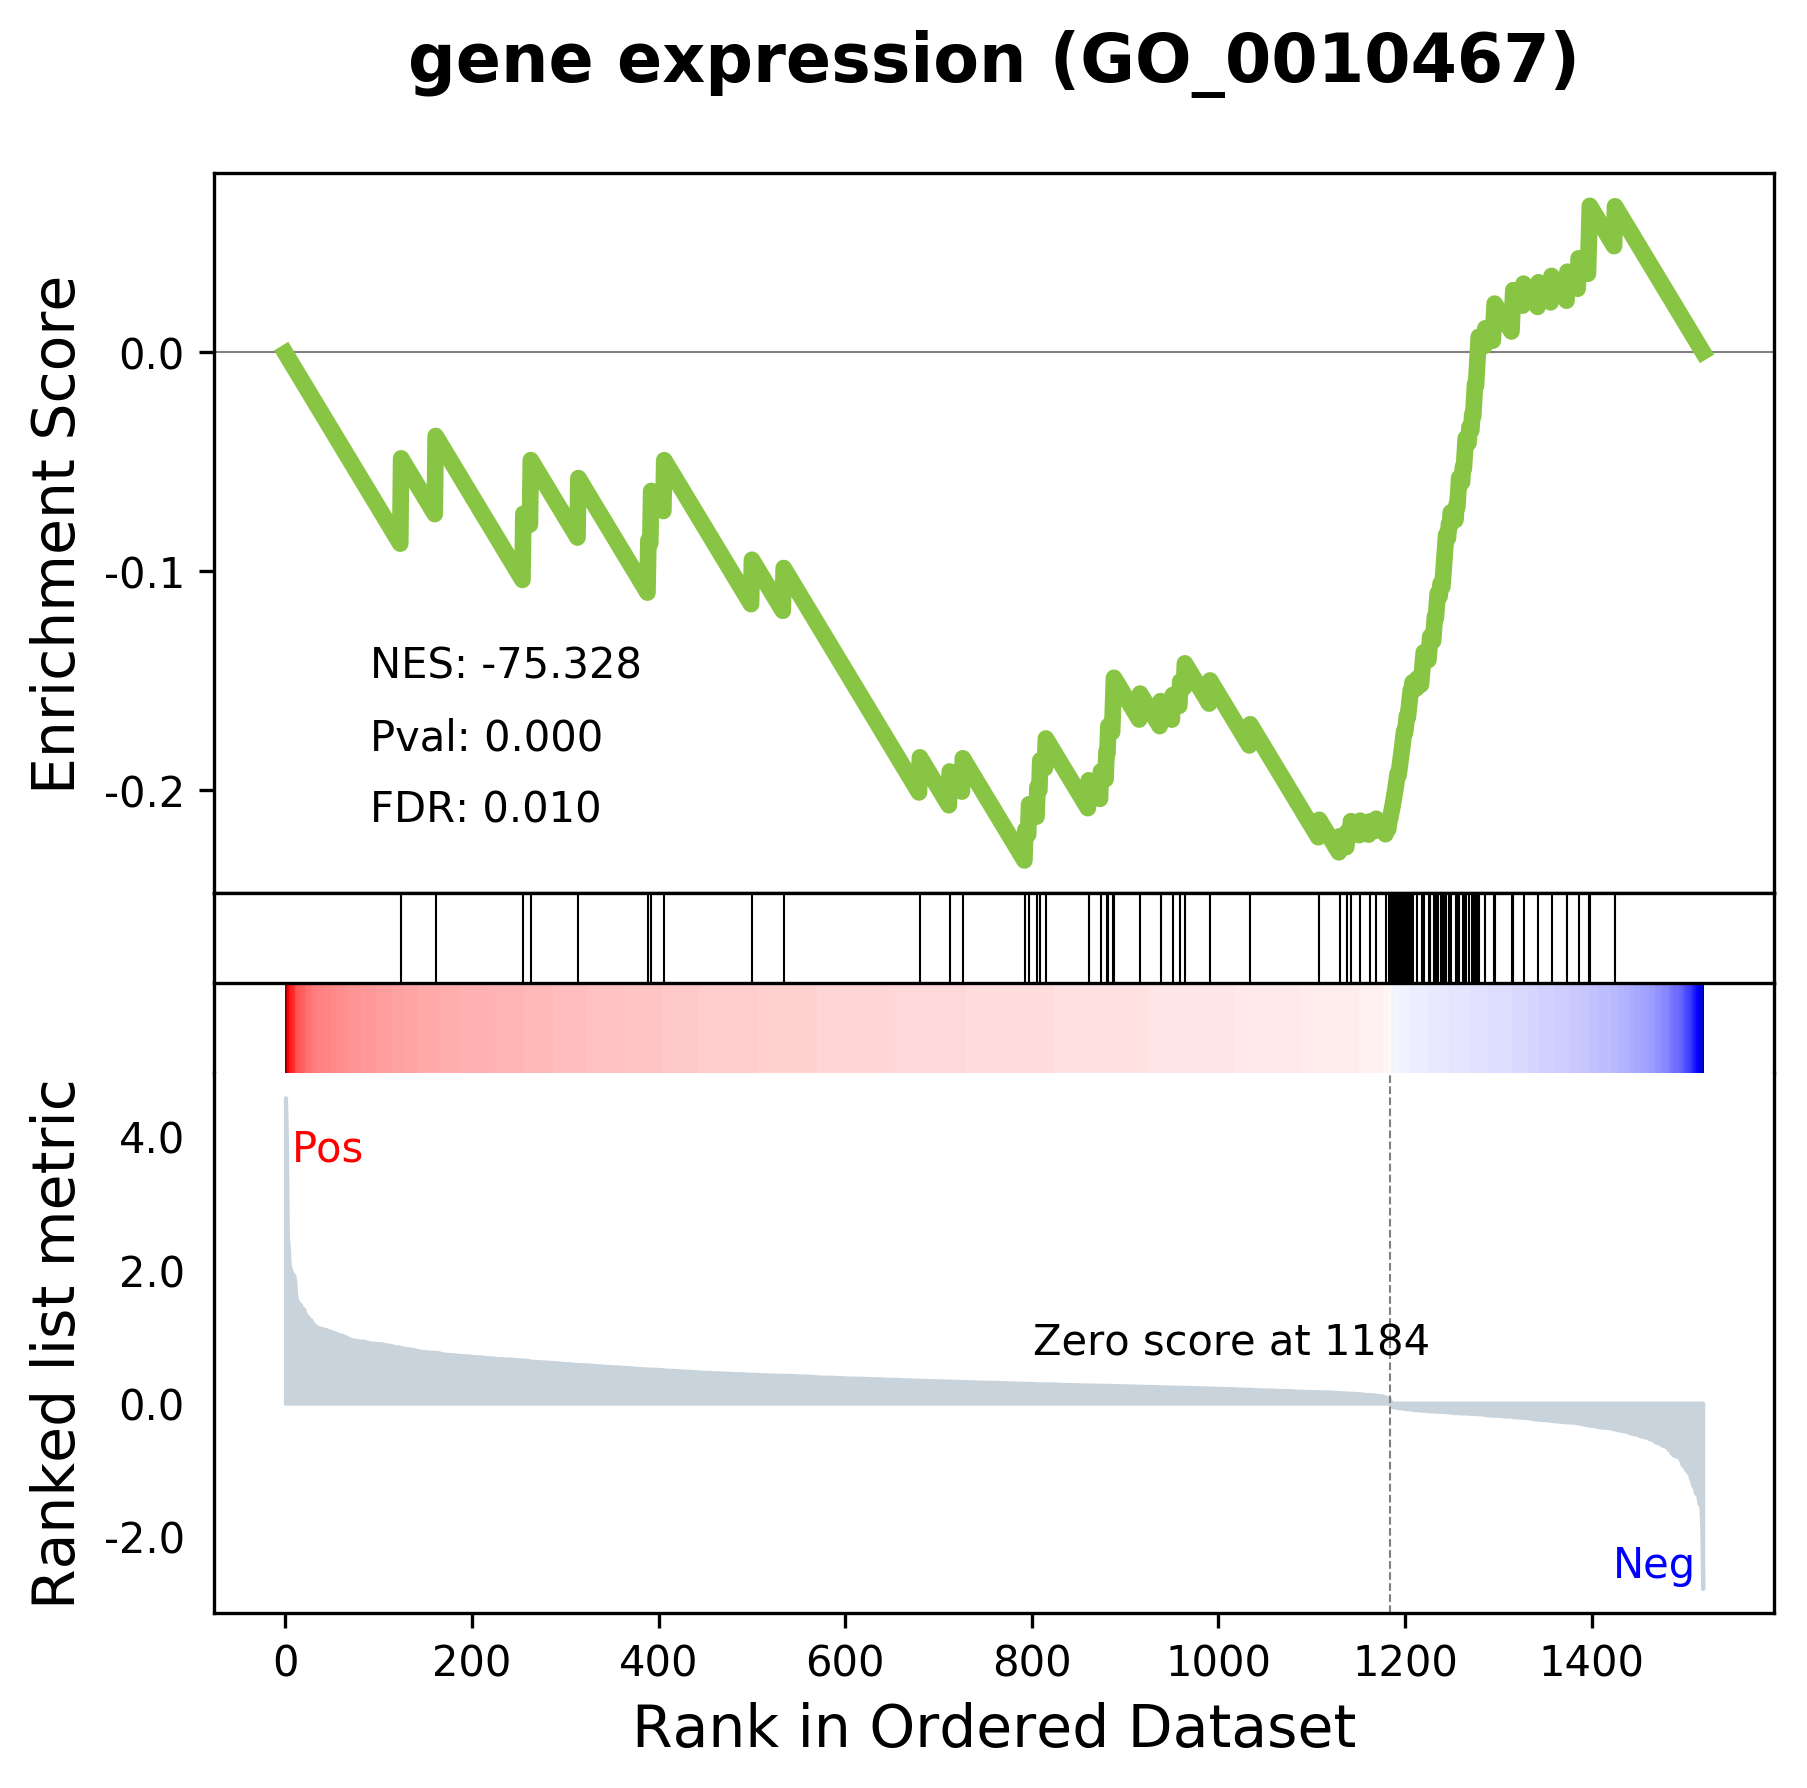 gene expression (GO_0010467)
Enrichment Score
0.0
-0.1
-0.2
NES: -75.328
Pval: 0.000
FDR: 0.010
Ranked list metric
4.0
2.0
0.0
-2.0
Pos
Zero score at 1184
Neg
0 200 400 600 800 1000 1200 1400
Rank in Ordered Dataset